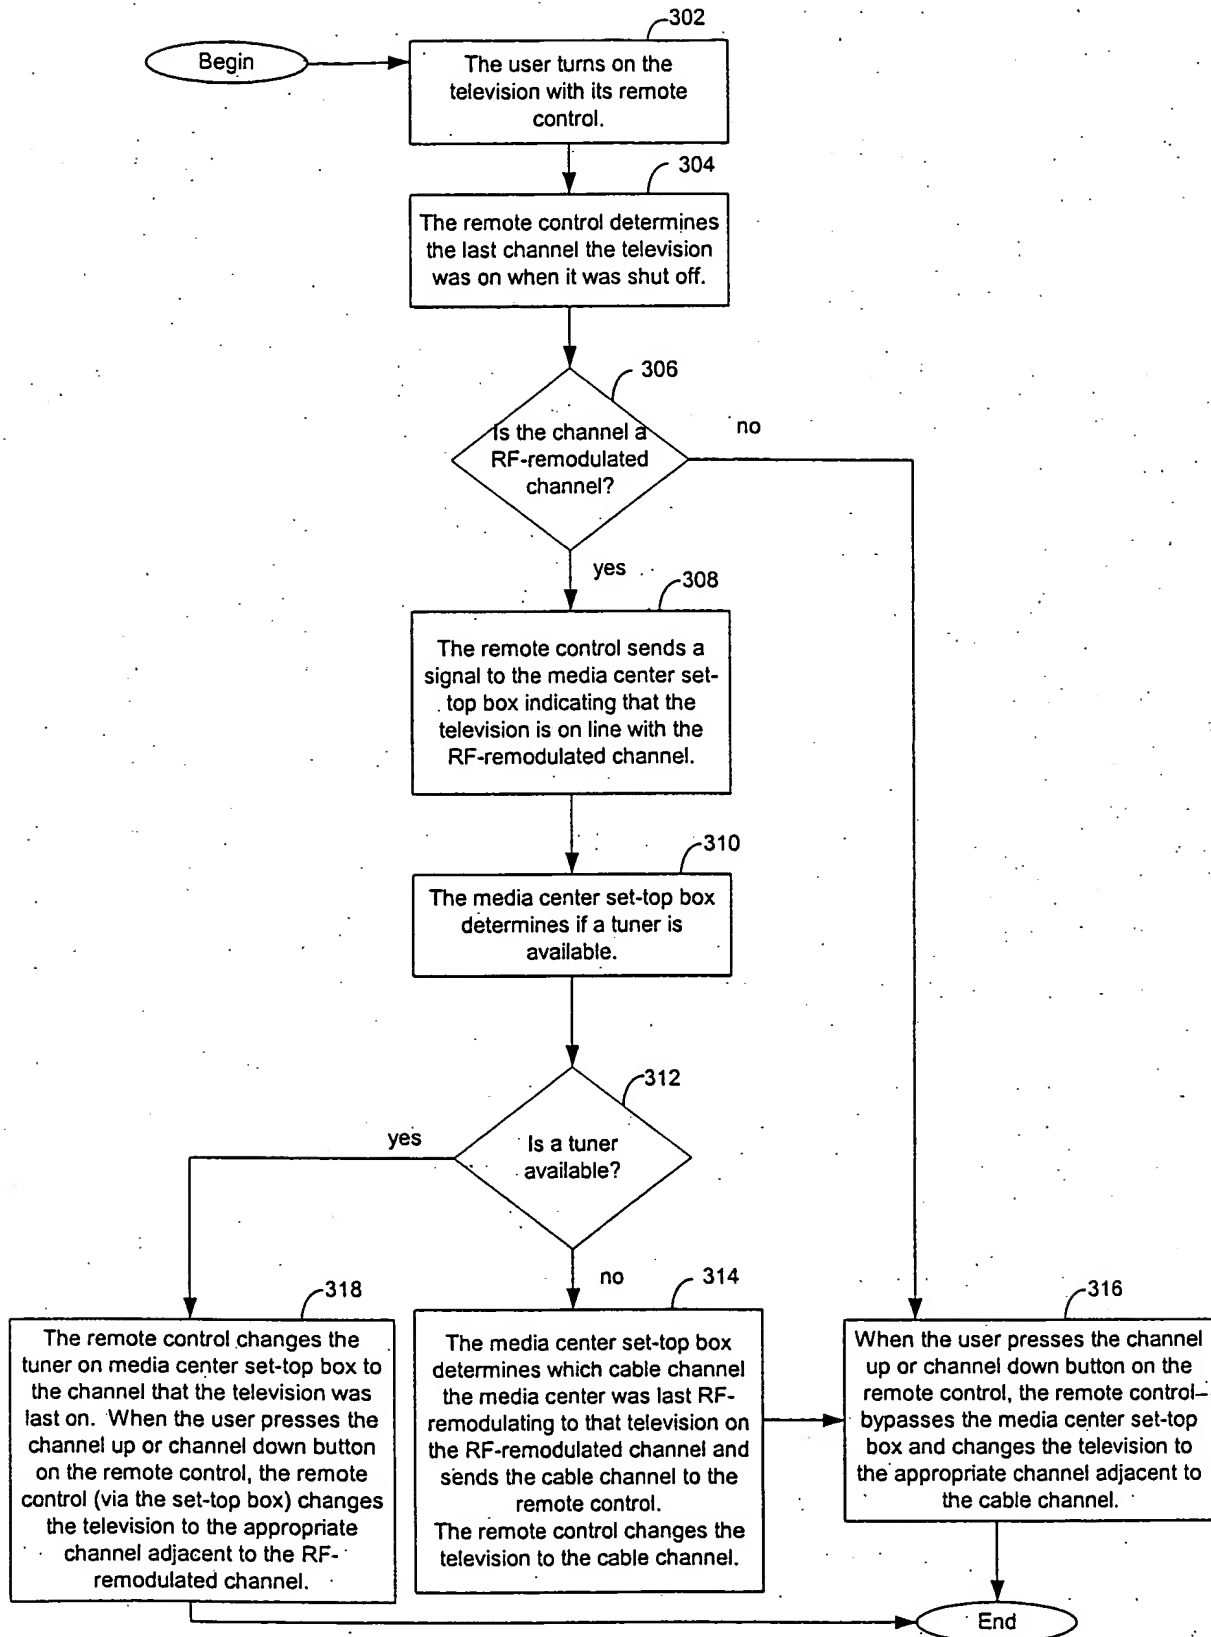 302
Begin
The user turns on the
television with its remote
control.
304
The remote control determines
the last channel the television
was on when it was shut off.
306
Is the channel a
RF-remodulated
channel?
no
yes
308
The remote control sends a
signal to the media center set-
top box indicating that the
television is on line with the
RF-remodulated channel.
310
The media center set-top box
determines if a tuner is
available.
312
Is a tuner
available?
yes
no
318
The remote control changes the
tuner on media center set-top box to
the channel that the television was
last on. When the user presses the
channel up or channel down button
on the remote control, the remote
control (via the set-top box) changes
the television to the appropriate
channel adjacent to the RF-
remodulated channel.
314
The media center set-top box
determines which cable channel
the media center was last RF-
remodulating to that television on
the RF-remodulated channel and
sends the cable channel to the
remote control.
The remote control changes the
television to the cable channel.
316
When the user presses the channel
up or channel down button on the
remote control, the remote control
bypasses the media center set-top
box and changes the television to
the appropriate channel adjacent to
the cable channel.
End